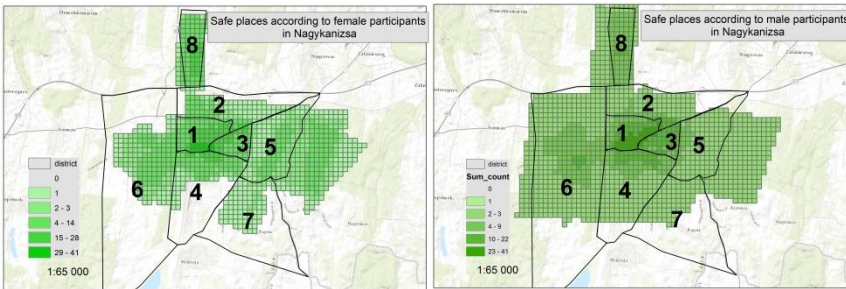 Safe places according to female participants
in Nagykanizsa
8
2
1
3
5
6
4
7
district
0
1
2 - 3
4 - 14
15 - 28
29 - 41
1:65 000
Safe places according to male participants
in Nagykanizsa
8
2
1
3
5
6
4
7
district
Sum_count
0
1
2 - 3
4 - 9
10 - 22
23 - 41
1:65 000